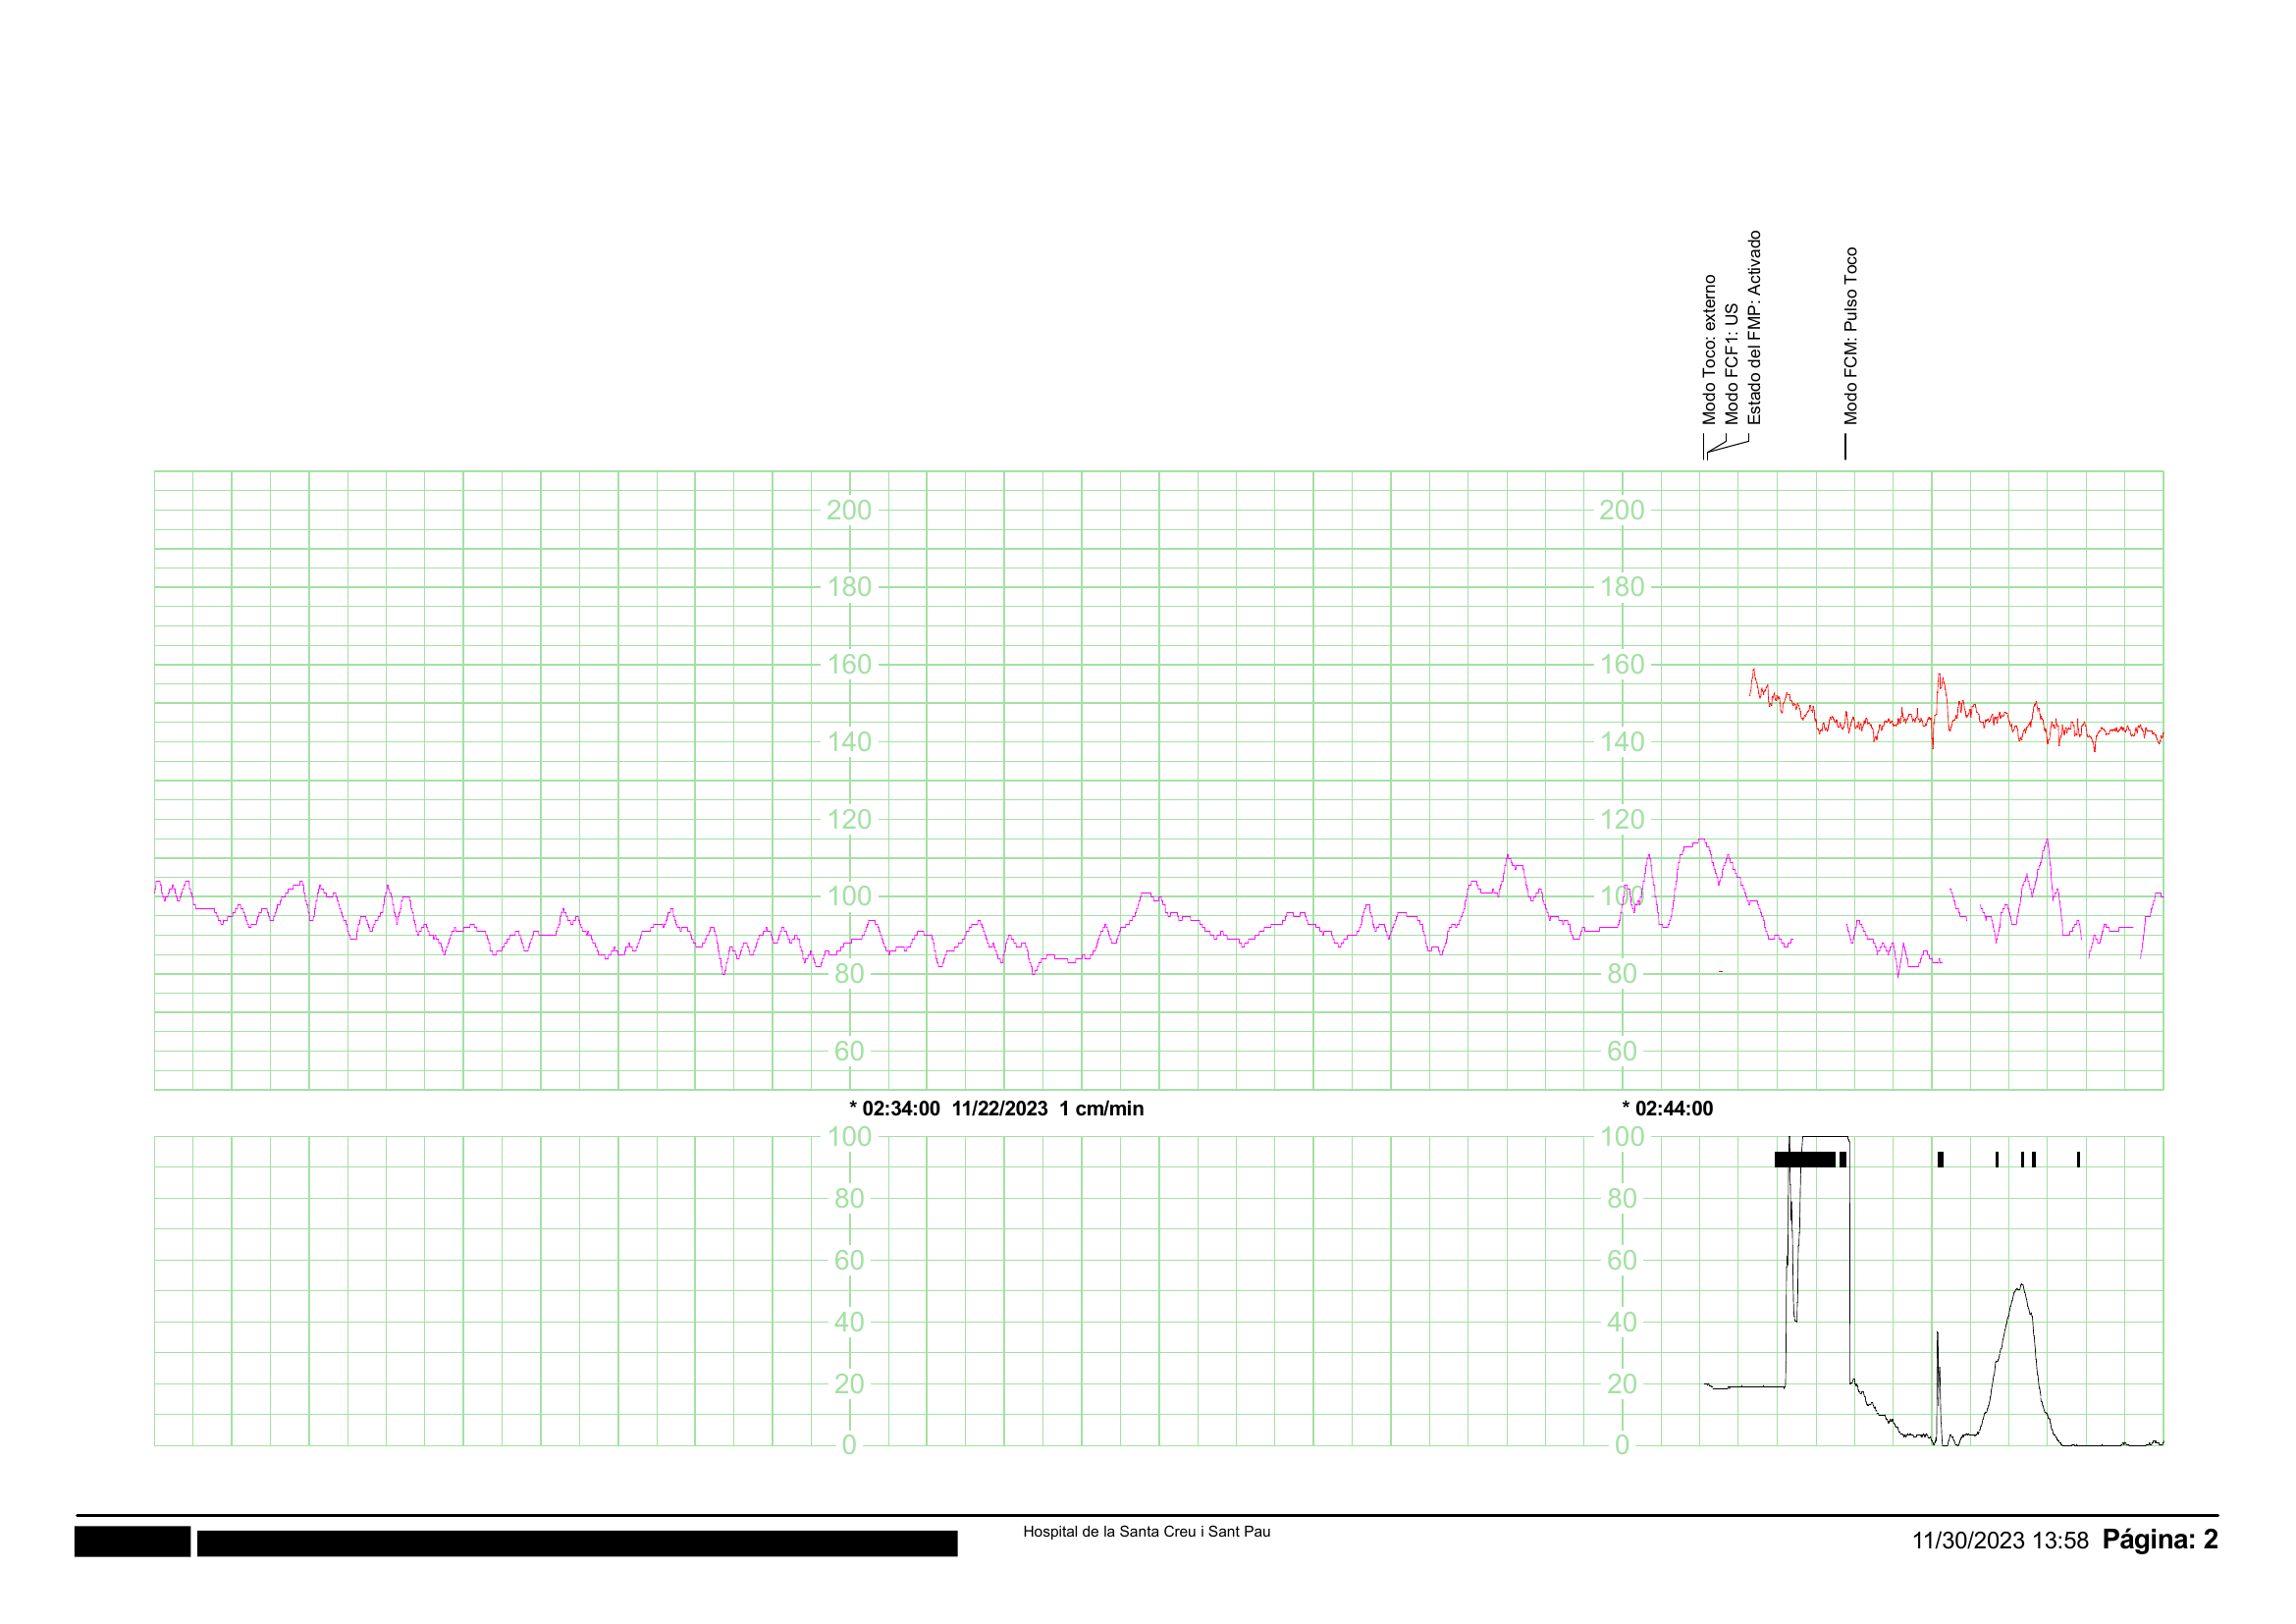 Modo Toco: externo
Modo FCF1: US
Estado del FMP: Activado
Modo FCM: Pulso Toco
200 200
180 180
160 160
140 140
120 120
100 100
80 80
60 60
* 02:34:00 11/22/2023 1 cm/min * 02:44:00
100 100
80 80
60 60
40 40
20 20
0 0
Hospital de la Santa Creu i Sant Pau
11/30/2023 13:58 Página: 2